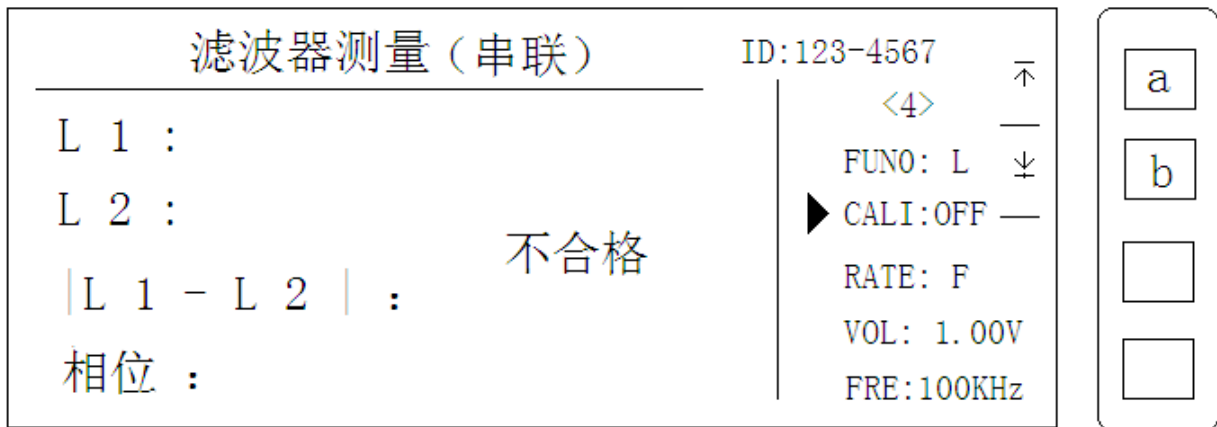 滤波器测量(串联)
L 1 :
L 2 :
|L 1 - L 2 | :
相位 :
不合格
ID:123-4567
<4>
FUNO: L
CALI:OFF
RATE: F
VOL: 1.00V
FRE:100KHz
a
b